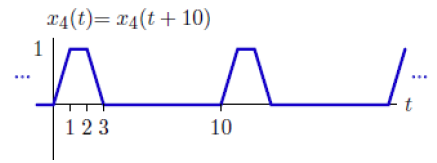 x₄(t)= x₄(t + 10)
1
... ...
t
1 2 3 10